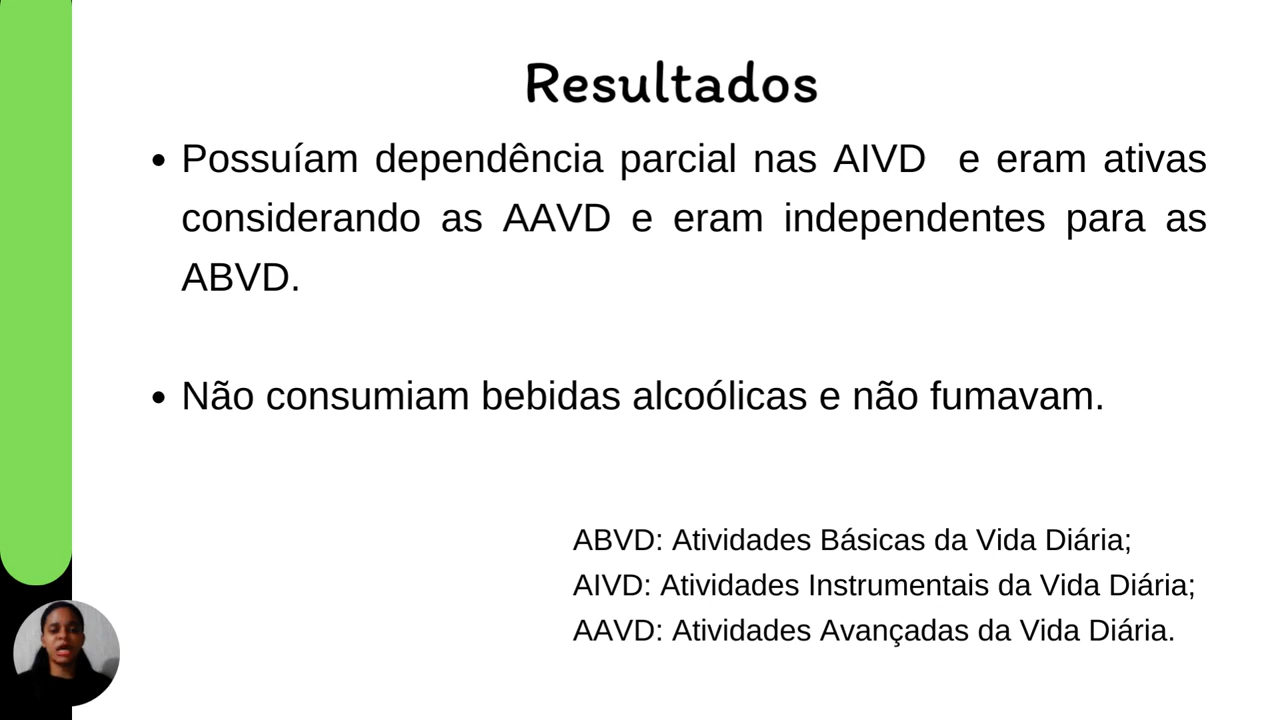 Resultados
• Possuíam dependência parcial nas AIVD e eram ativas
considerando as AAVD e eram independentes para as
ABVD.
• Não consumiam bebidas alcoólicas e não fumavam.
ABVD: Atividades Básicas da Vida Diária;
AIVD: Atividades Instrumentais da Vida Diária;
AAVD: Atividades Avançadas da Vida Diária.